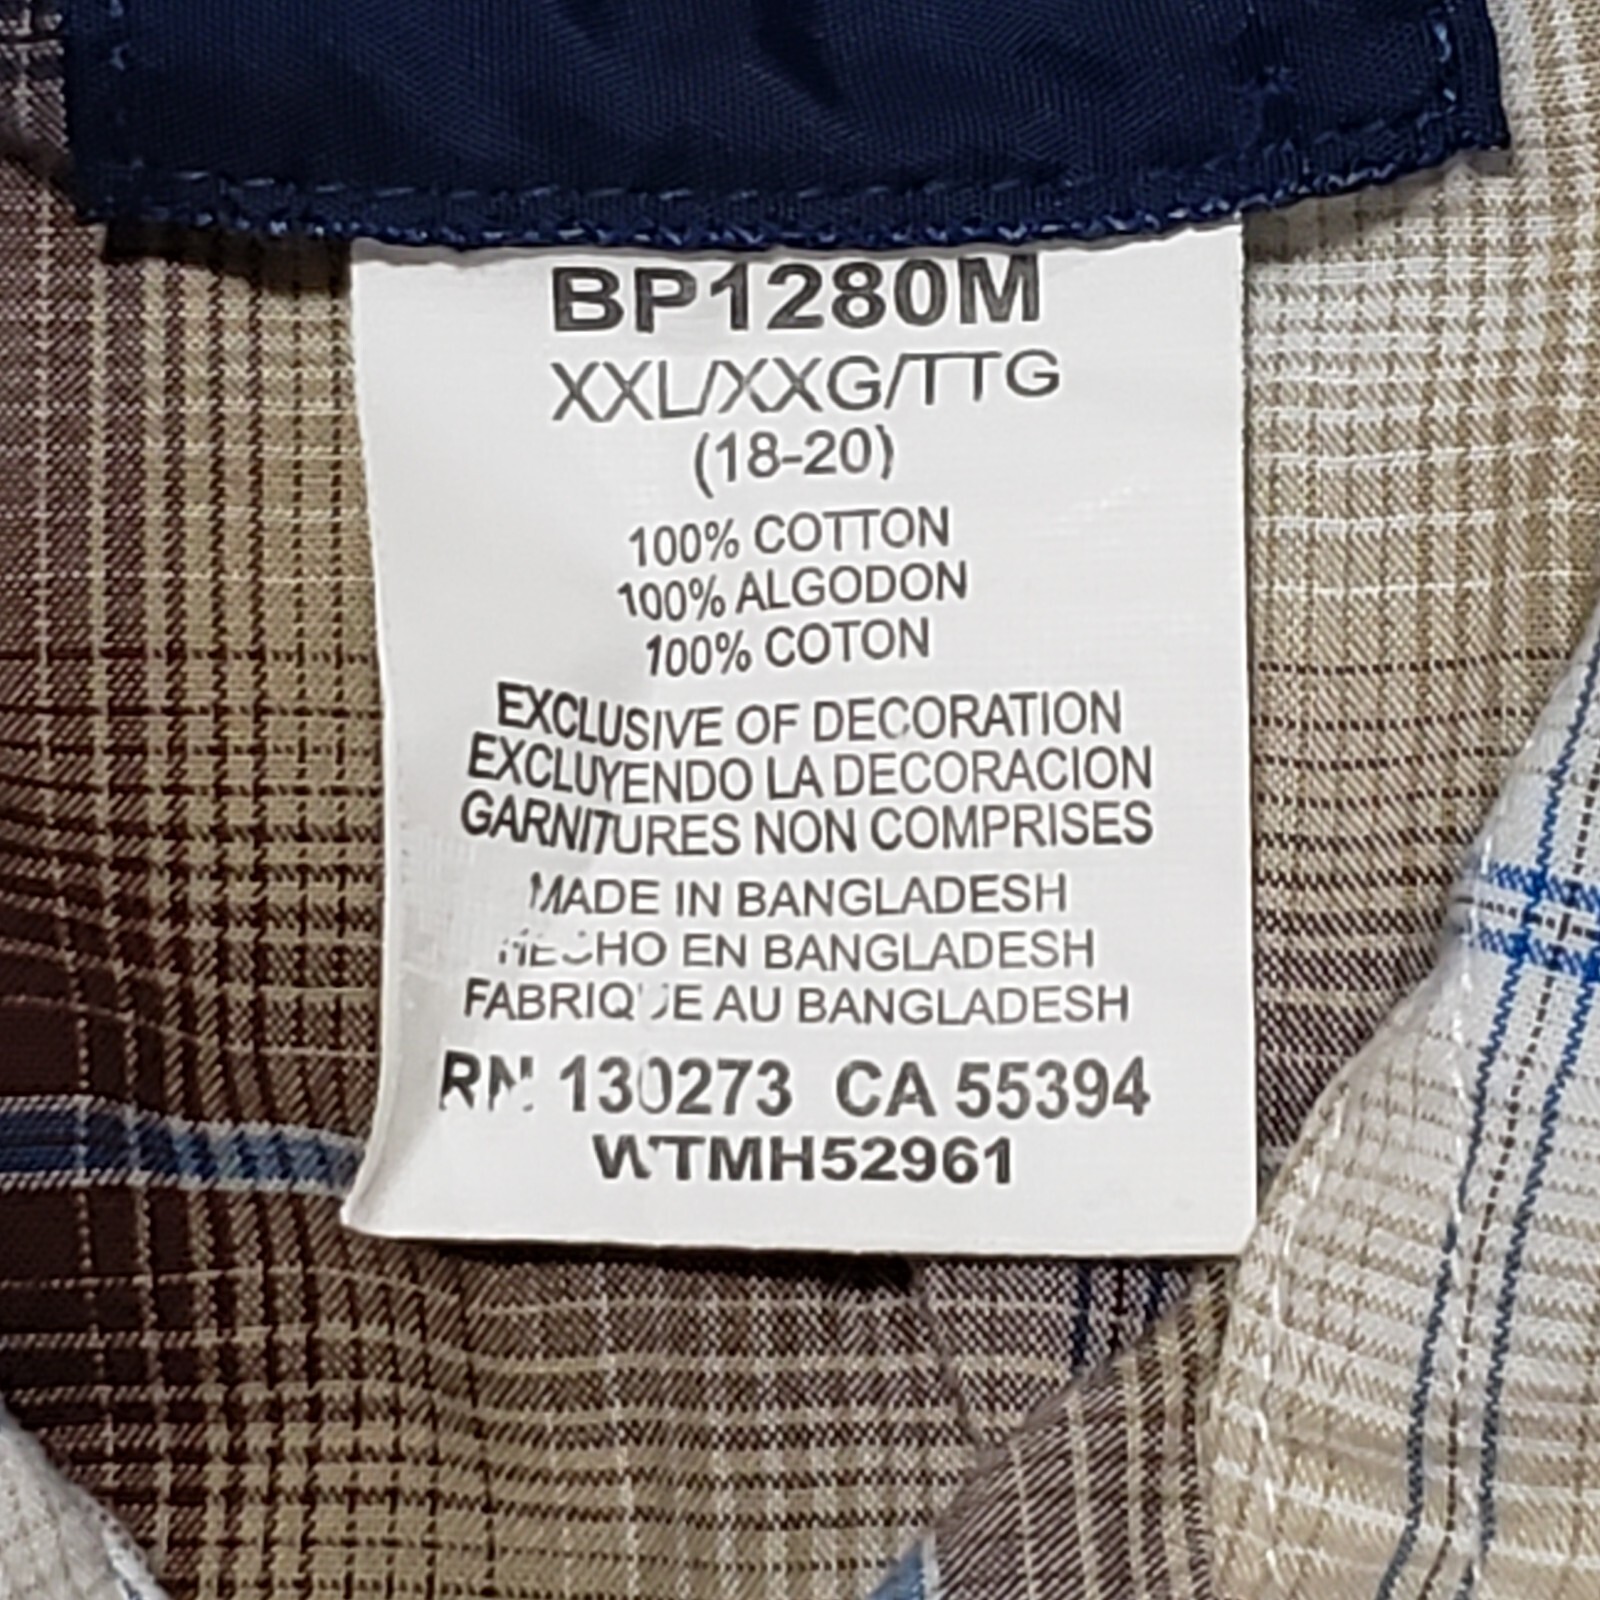 BP1280M
XXL/XXG/TTG
(18-20)
100% COTTON
100% ALGODON
100% COTON
EXCLUSIVE OF DECORATION
EXCLUYENDO LA DECORACION
GARNITURES NON COMPRISES
MADE IN BANGLADESH
HECHO EN BANGLADESH
FABRIQUE AU BANGLADESH
RN: 130273 CA 55394
WTMH52961